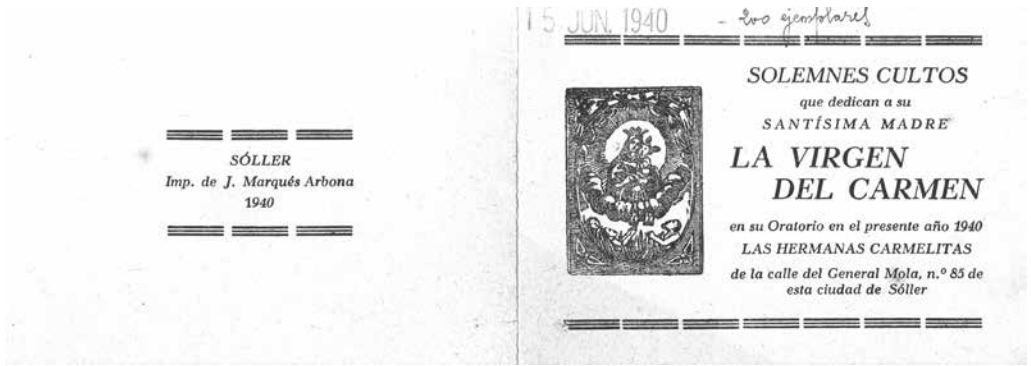 SÓLLER
Imp. de J. Marqués Arbona
1940
15 JUN. 1940 - 200 ejemplares
SOLEMNES CULTOS
que dedican a su
SANTÍSIMA MADRE
LA VIRGEN
DEL CARMEN
en su Oratorio en el presente año 1940
LAS HERMANAS CARMELITAS
de la calle del General Mola, n.º 85 de
esta ciudad de Sóller